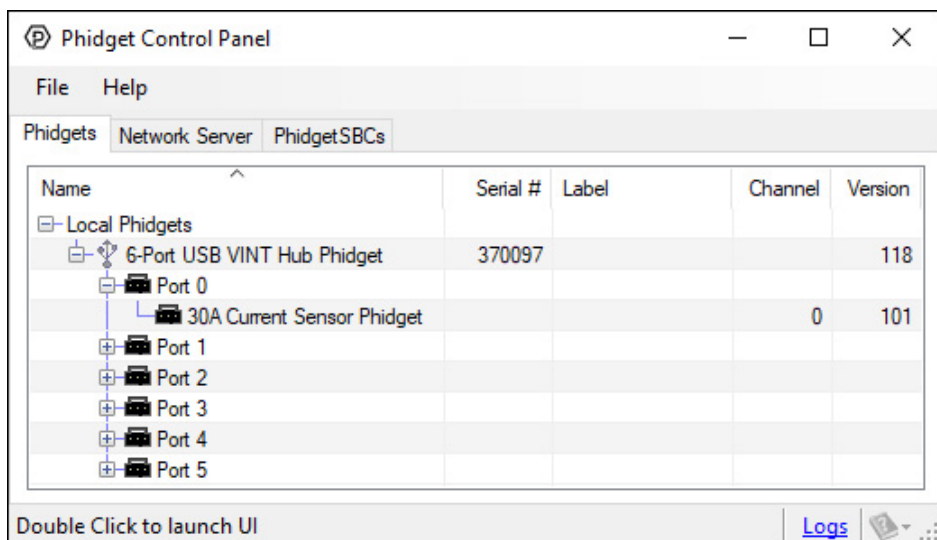 Phidget Control Panel
File Help
Phidgets Network Server PhidgetSBCs
Name Serial # Label Channel Version
Local Phidgets
6-Port USB VINT Hub Phidget 370097 118
Port 0
30A Current Sensor Phidget 0 101
Port 1
Port 2
Port 3
Port 4
Port 5
Double Click to launch UI Logs